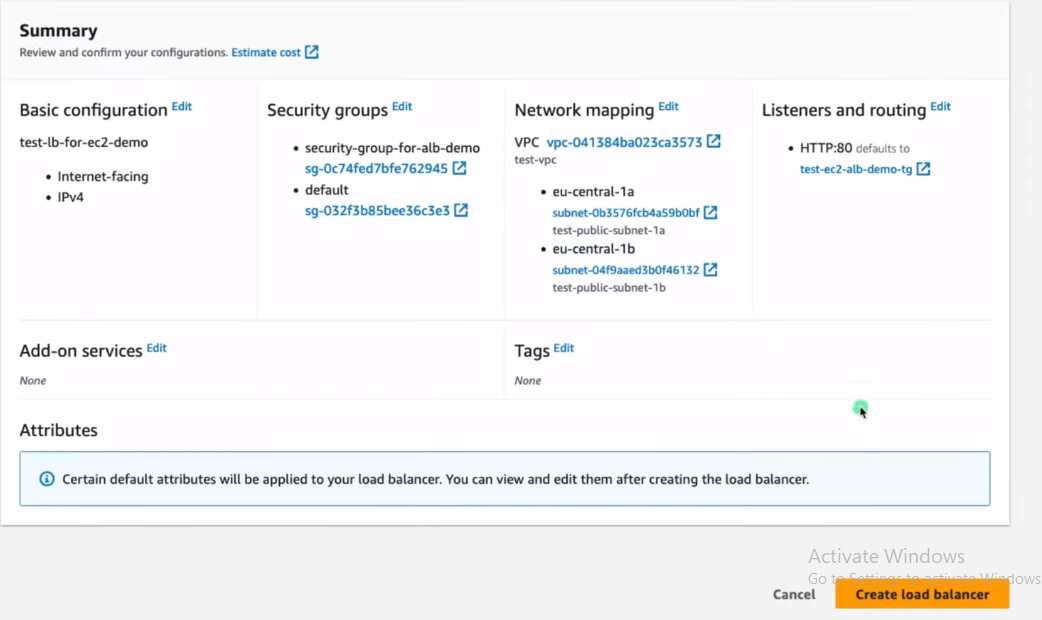 Summary
Review and confirm your configurations. Estimate cost
Basic configuration Edit
test-lb-for-ec2-demo
Internet-facing
IPv4
Security groups Edit
security-group-for-alb-demo
sg-0c74fed7bfe762945
default
sg-032f3b85bee36c3e3
Network mapping Edit
VPC vpc-041384ba023ca3573
test-vpc
eu-central-1a
subnet-0b3576fcb4a59b0bf
test-public-subnet-1a
eu-central-1b
subnet-04f9aaed3b0f46132
test-public-subnet-1b
Listeners and routing Edit
HTTP:80 defaults to
test-ec2-alb-demo-tg
Add-on services Edit
None
Tags Edit
None
Attributes
Certain default attributes will be applied to your load balancer. You can view and edit them after creating the load balancer.
Activate Windows
Go to Settings to activate Windows
Cancel
Create load balancer